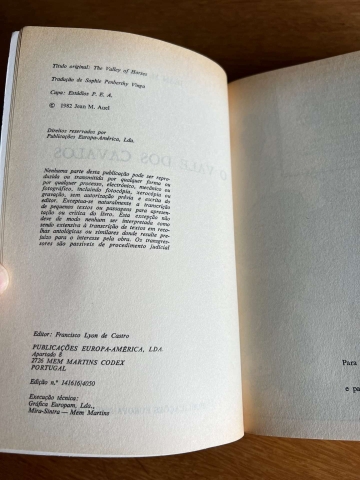 Título original: The Valley of Horses
Tradução de Sophie Penberthy Vinga
Capa: Estúdios P. E. A.
© 1982 Jean M. Auel
Direitos reservados por
Publicações Europa-América, Lda.
Nenhuma parte desta publicação pode ser repro-
duzida ou transmitida por qualquer forma ou
por qualquer processo, electrónico, mecânico ou
fotográfico, incluindo fotocópia, xerocópia ou
gravação, sem autorização prévia e escrita do
editor. Exceptua-se naturalmente a transcrição
de pequenos textos ou passagens para apresen-
tação ou crítica do livro. Esta excepção não
deve de modo nenhum ser interpretada como
sendo extensiva à transcrição de textos em reco-
lhas antológicas ou similares donde resulte pre-
juízo para o interesse pela obra. Os transgres-
sores são passíveis de procedimento judicial
Editor: Francisco Lyon de Castro
PUBLICAÇÕES EUROPA-AMÉRICA, LDA.
Apartado 8
2726 MEM MARTINS CODEX
PORTUGAL
Edição n.º 141616/4050
Execução técnica:
Gráfica Europam, Lda.,
Mira-Sintra — Mem Martins
O VALE DOS CAVALOS
Para
e pa